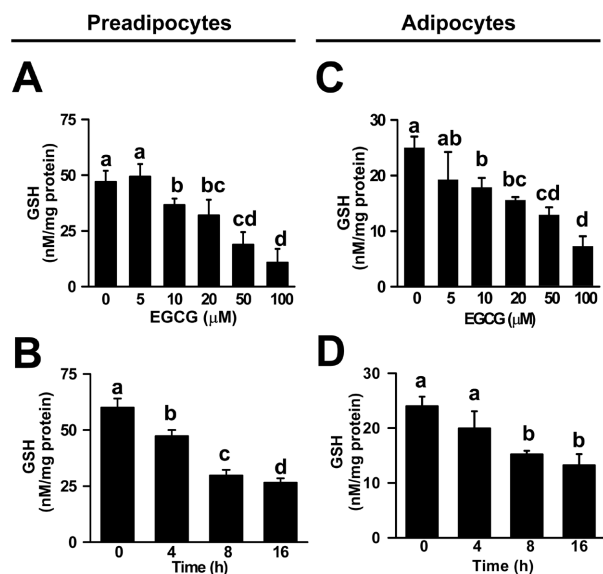 Preadipocytes
Adipocytes
A
75
50
25
0
GSH
(nM/mg protein)
a
a
b
bc
cd
d
0 5 10 20 50 100
EGCG (μM)
C
30
20
10
0
GSH
(nM/mg protein)
a
ab
b
bc
cd
d
0 5 10 20 50 100
EGCG (μM)
B
75
50
25
0
GSH
(nM/mg protein)
a
b
c
d
0 4 8 16
Time (h)
D
30
20
10
0
GSH
(nM/mg protein)
a
a
b
b
0 4 8 16
Time (h)